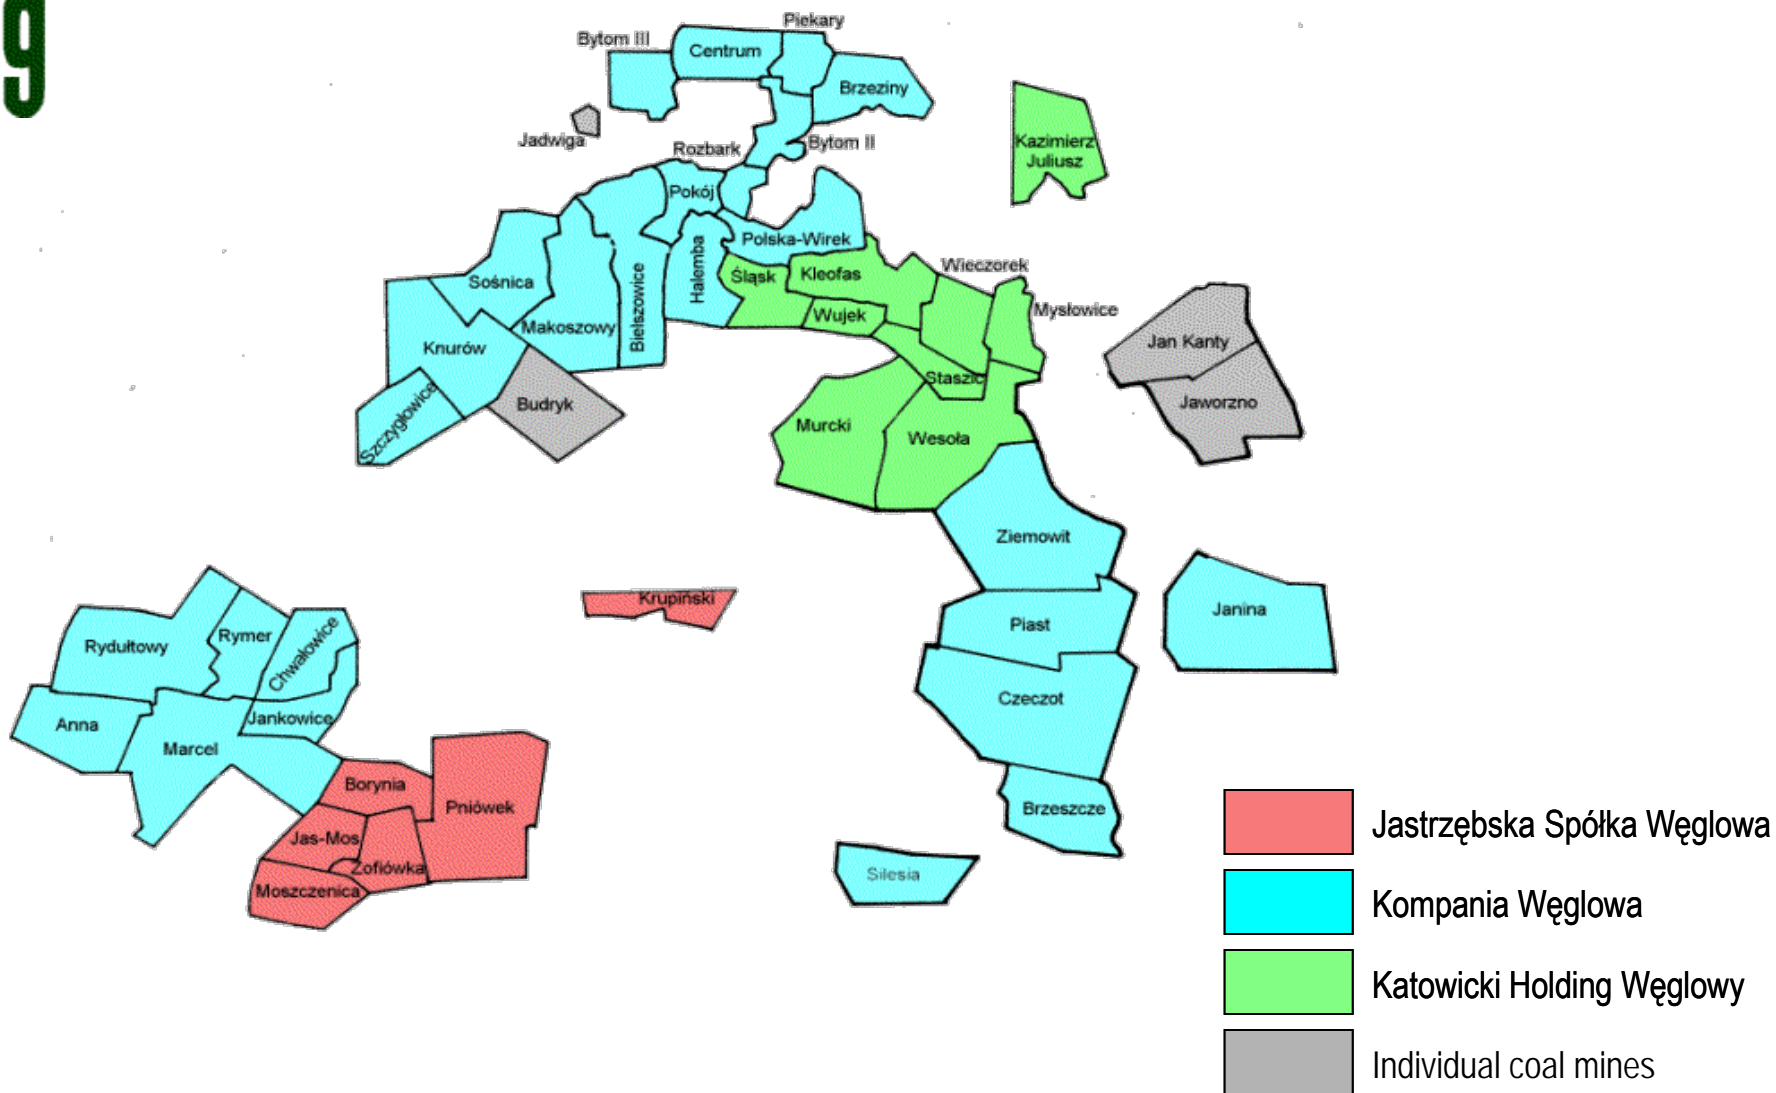 9
Piekary
Bytom III
Centrum
Brzeziny
Jadwiga
Rozbark
Bytom II
Kazimierz
Juliusz
Pokój
Polska-Wirek
Halemba
Śląsk
Kleofas
Wieczorek
Sośnica
Bielszowice
Wujek
Mysłowice
Makoszowy
Knurów
Jan Kanty
Staszic
Szczygłowice
Budryk
Jaworzno
Murcki
Wesoła
Ziemowit
Krupiński
Janina
Piast
Rydułtowy
Rymer
Chwałowice
Czeczot
Anna
Jankowice
Marcel
Borynia
Pniówek
Brzeszcze
Jas-Mos
Zofiówka
Silesia
Moszczenica
Jastrzębska Spółka Węglowa
Kompania Węglowa
Katowicki Holding Węglowy
Individual coal mines